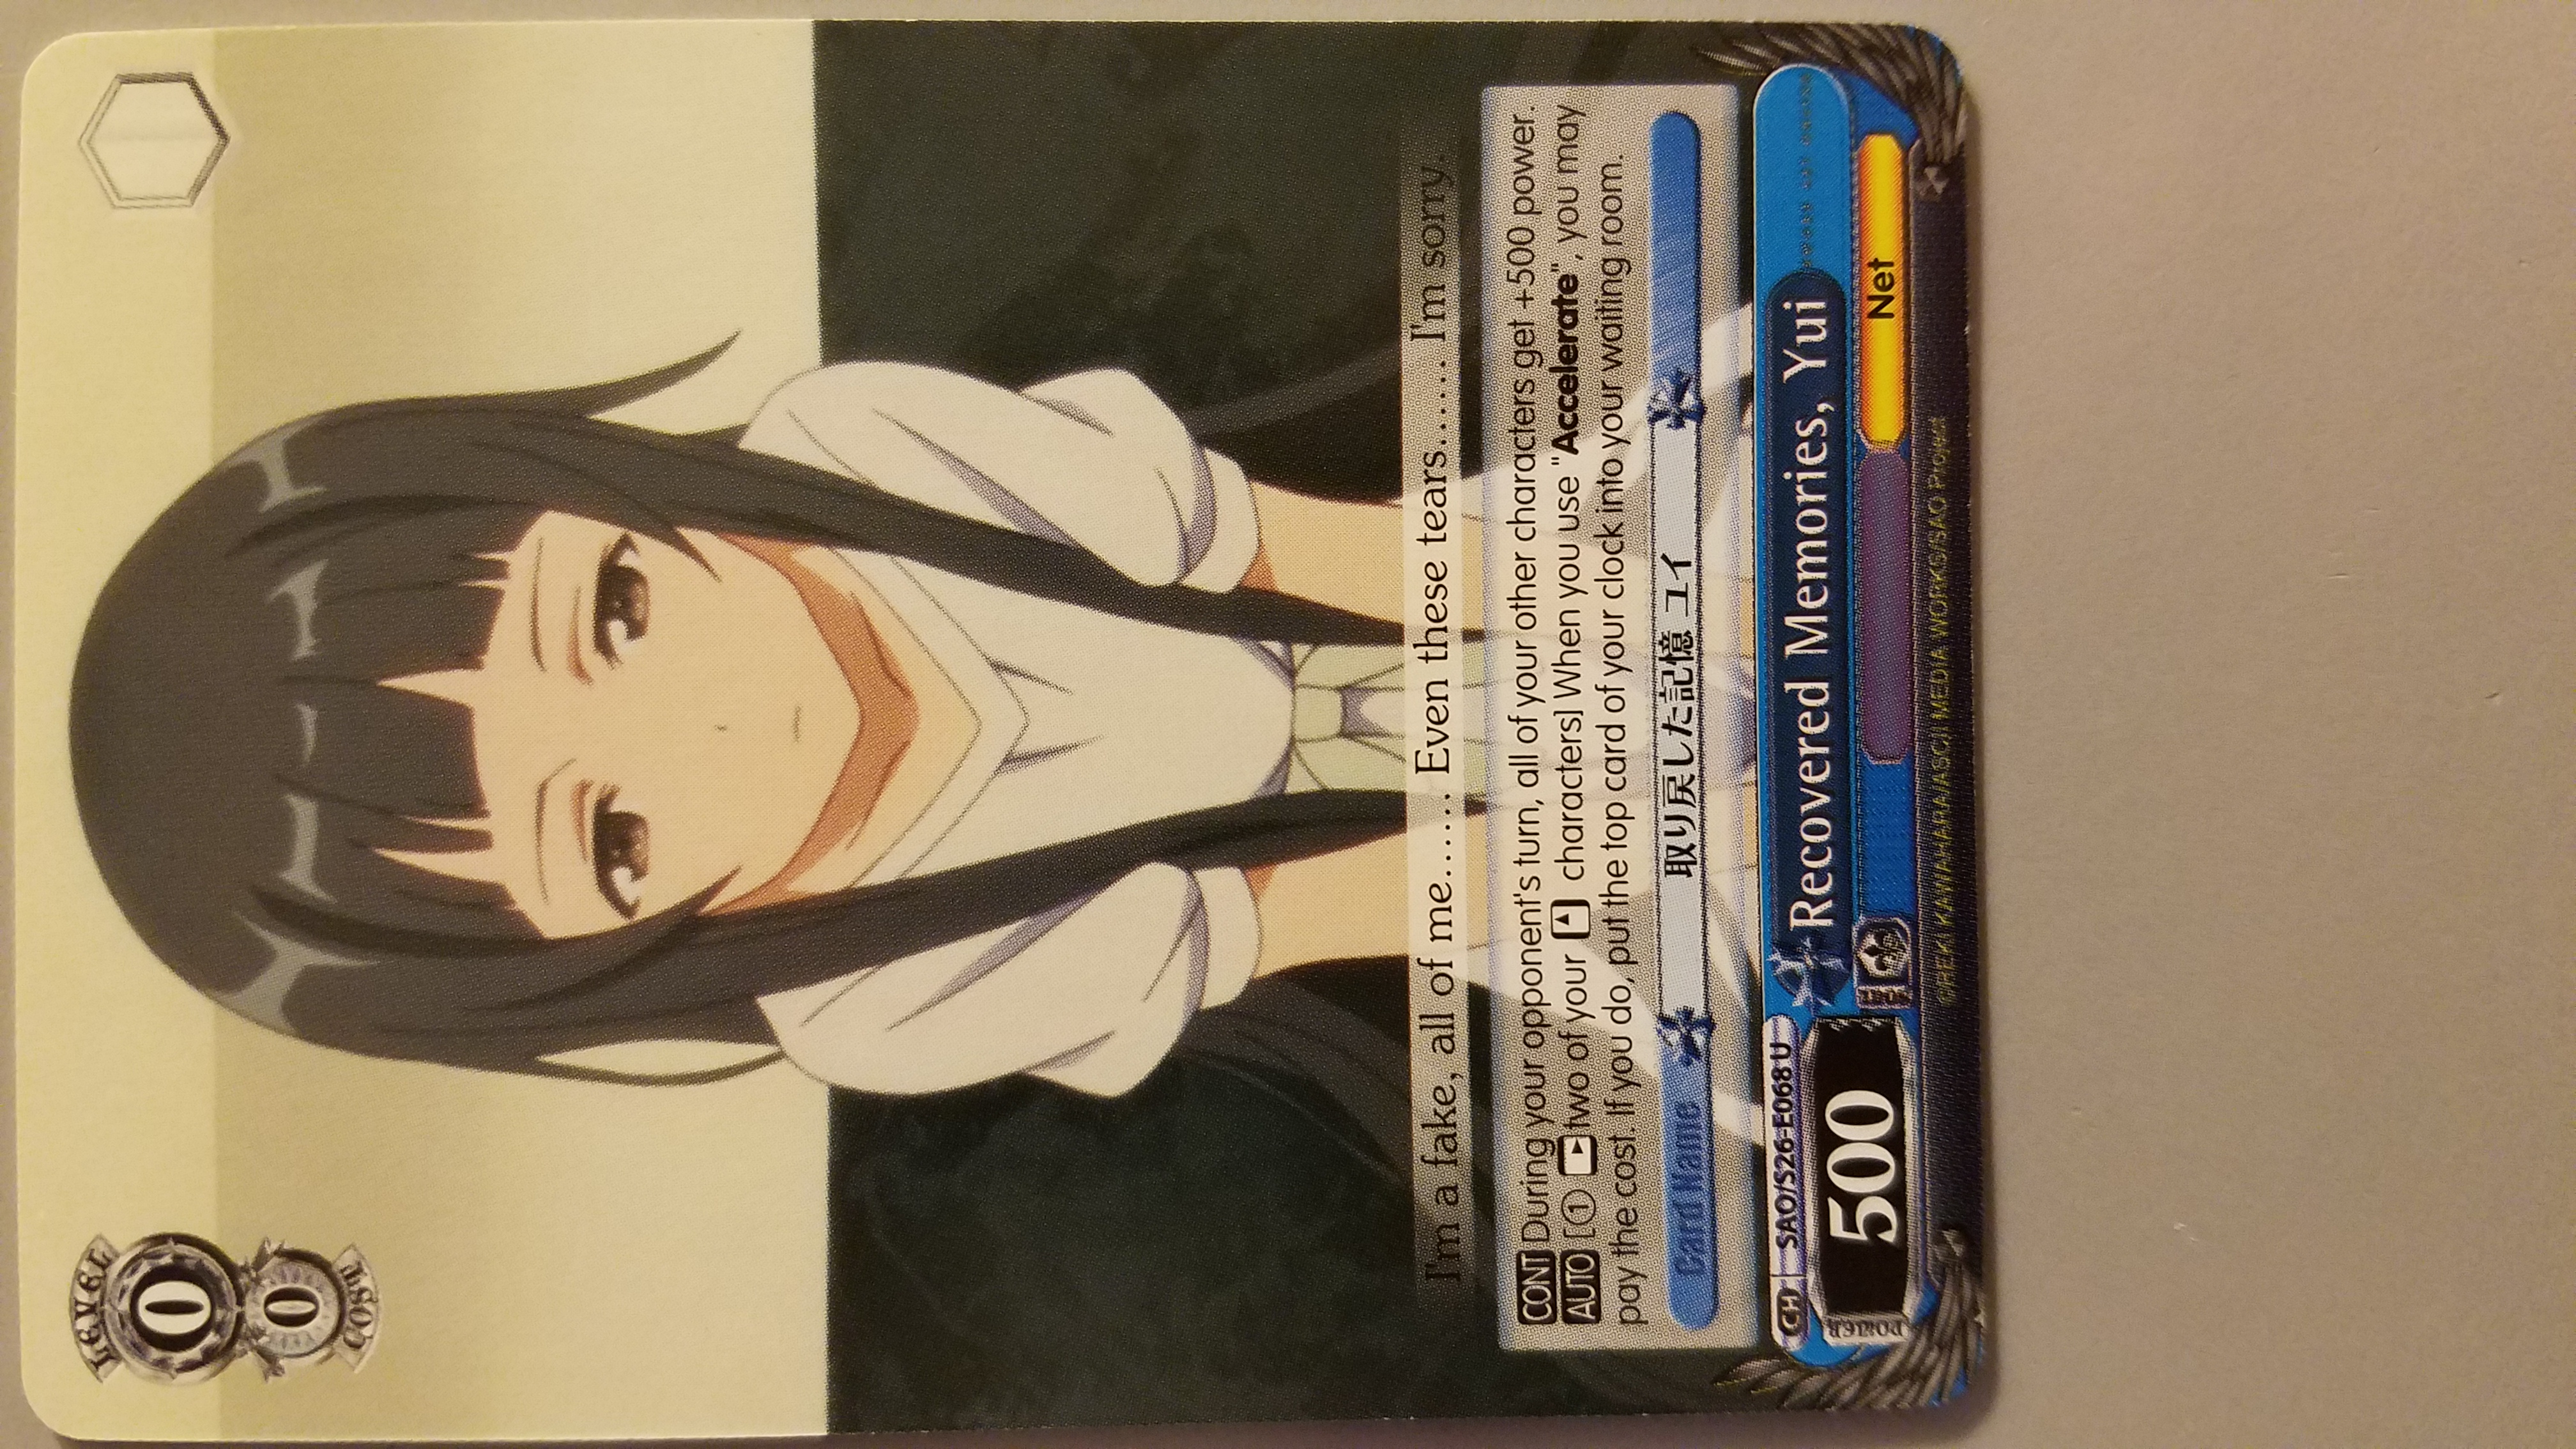 LEVEL
0
0
COST
I'm a fake, all of me...... Even these tears...... I'm sorry.
CONT During your opponent's turn, all of your other characters get +500 power.
AUTO [① two of your characters] When you use "Accelerate", you may
pay the cost. If you do, put the top card of your clock into your waiting room.
Card Name 取り戻した記憶 ユイ
CH SAO/S26-E068 U
Recovered Memories, Yui
POWER 500
SOUL
Net
©REKI KAWAHARA/ASCII MEDIA WORKS/SAO Project